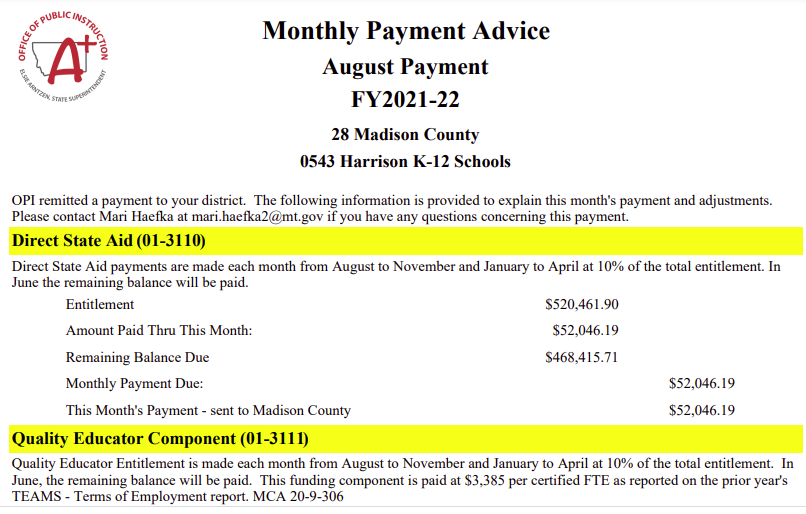 OFFICE OF PUBLIC INSTRUCTION
A+
ELSIE ARNTZEN, STATE SUPERINTENDENT
Monthly Payment Advice
August Payment
FY2021-22
28 Madison County
0543 Harrison K-12 Schools
OPI remitted a payment to your district.  The following information is provided to explain this month's payment and adjustments.
Please contact Mari Haefka at mari.haefka2@mt.gov if you have any questions concerning this payment.
Direct State Aid (01-3110)
Direct State Aid payments are made each month from August to November and January to April at 10% of the total entitlement. In
June the remaining balance will be paid.
Entitlement $520,461.90
Amount Paid Thru This Month: $52,046.19
Remaining Balance Due $468,415.71
Monthly Payment Due: $52,046.19
This Month's Payment - sent to Madison County $52,046.19
Quality Educator Component (01-3111)
Quality Educator Entitlement is made each month from August to November and January to April at 10% of the total entitlement.  In
June, the remaining balance will be paid.  This funding component is paid at $3,385 per certified FTE as reported on the prior year's
TEAMS - Terms of Employment report. MCA 20-9-306